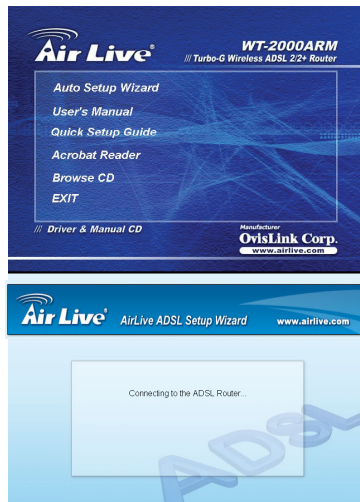 Air Live®
WT-2000ARM
/// Turbo-G Wireless ADSL 2/2+ Router
Auto Setup Wizard
User's Manual
Quick Setup Guide
Acrobat Reader
Browse CD
EXIT
/// Driver & Manual CD
Manufacturer
OvisLink Corp.
www.airlive.com
Air Live®
AirLive ADSL Setup Wizard
www.airlive.com
Connecting to the ADSL Router...
ADSL